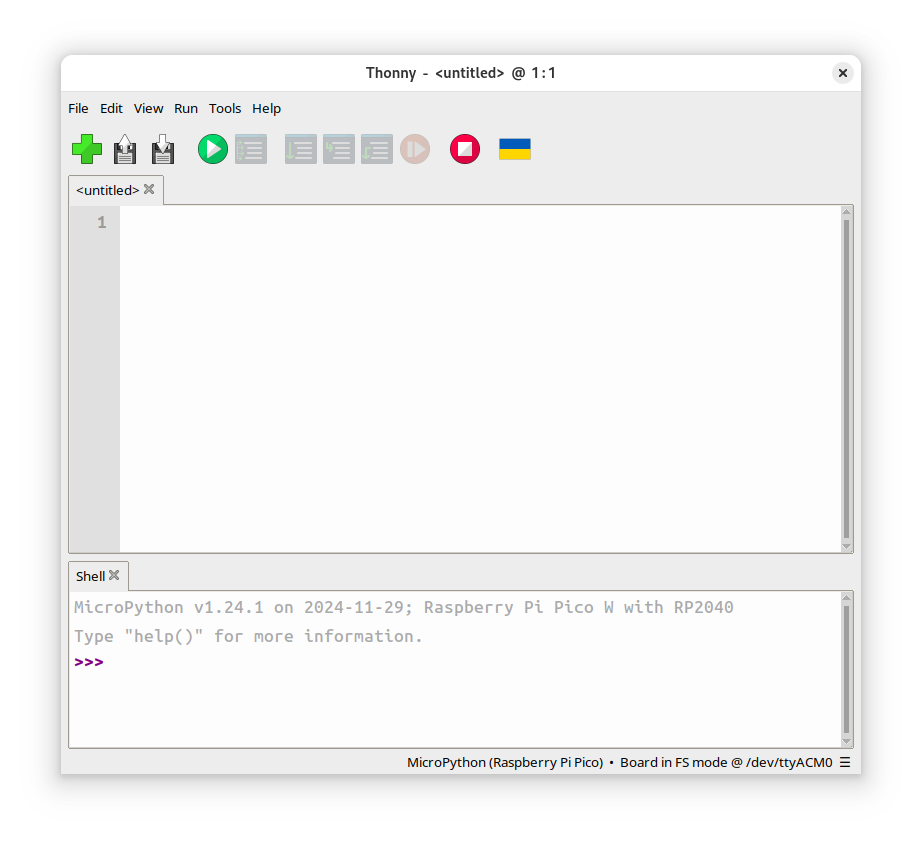 Thonny - <untitled> @ 1:1
File Edit View Run Tools Help
<untitled>
1
Shell
MicroPython v1.24.1 on 2024-11-29; Raspberry Pi Pico W with RP2040
Type "help()" for more information.
>>>
MicroPython (Raspberry Pi Pico) • Board in FS mode @ /dev/ttyACM0 ☰